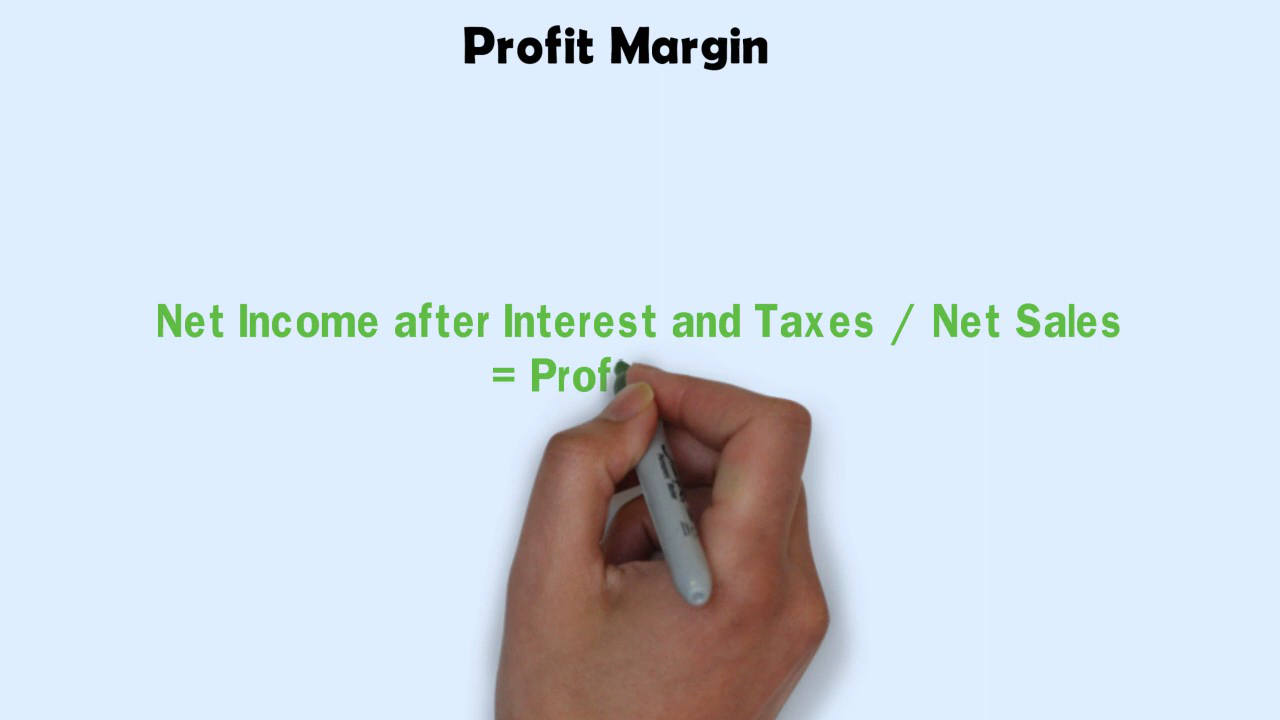 Profit Margin
Net Income after Interest and Taxes / Net Sales
= Prof